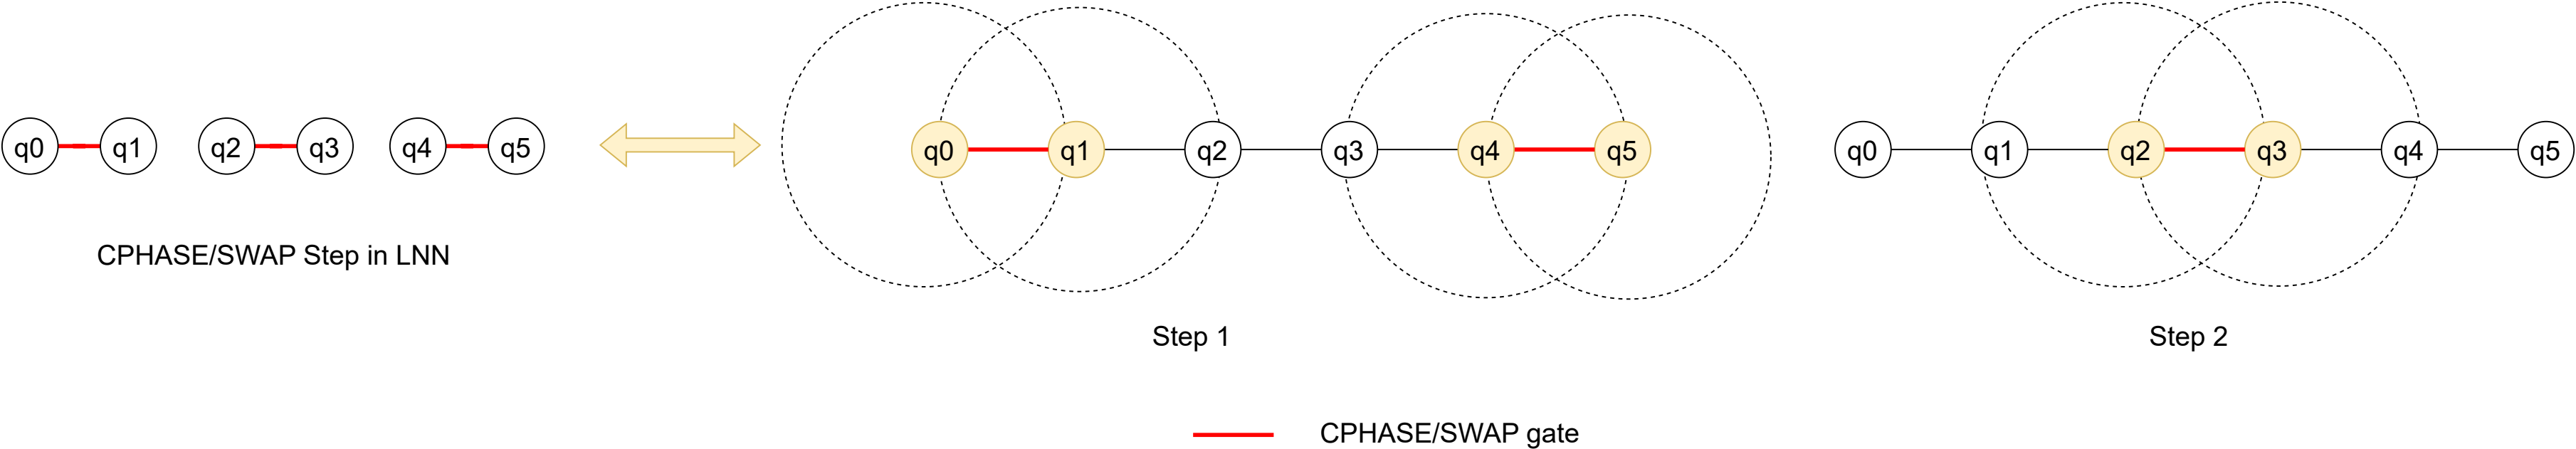 q0 q1 q2 q3 q4 q5
CPHASE/SWAP Step in LNN
q0 q1 q2 q3 q4 q5
Step 1
q0 q1 q2 q3 q4 q5
Step 2
CPHASE/SWAP gate